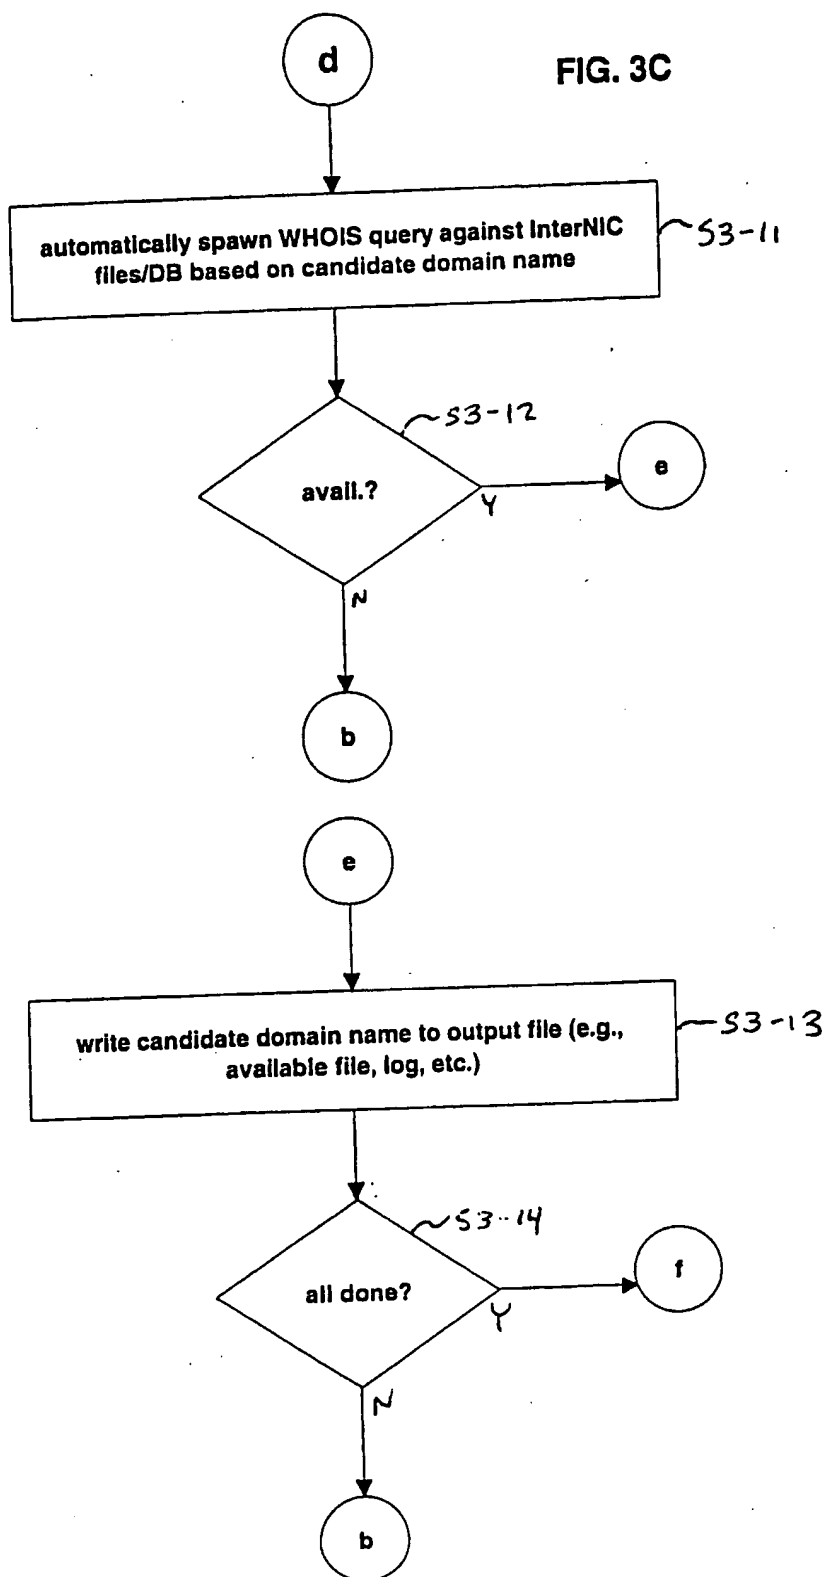 d
FIG. 3C
automatically spawn WHOIS query against InterNIC
files/DB based on candidate domain name
S3-11
S3-12
avail.?
Y
e
N
b
e
write candidate domain name to output file (e.g.,
available file, log, etc.)
S3-13
S3-14
all done?
Y
f
N
b